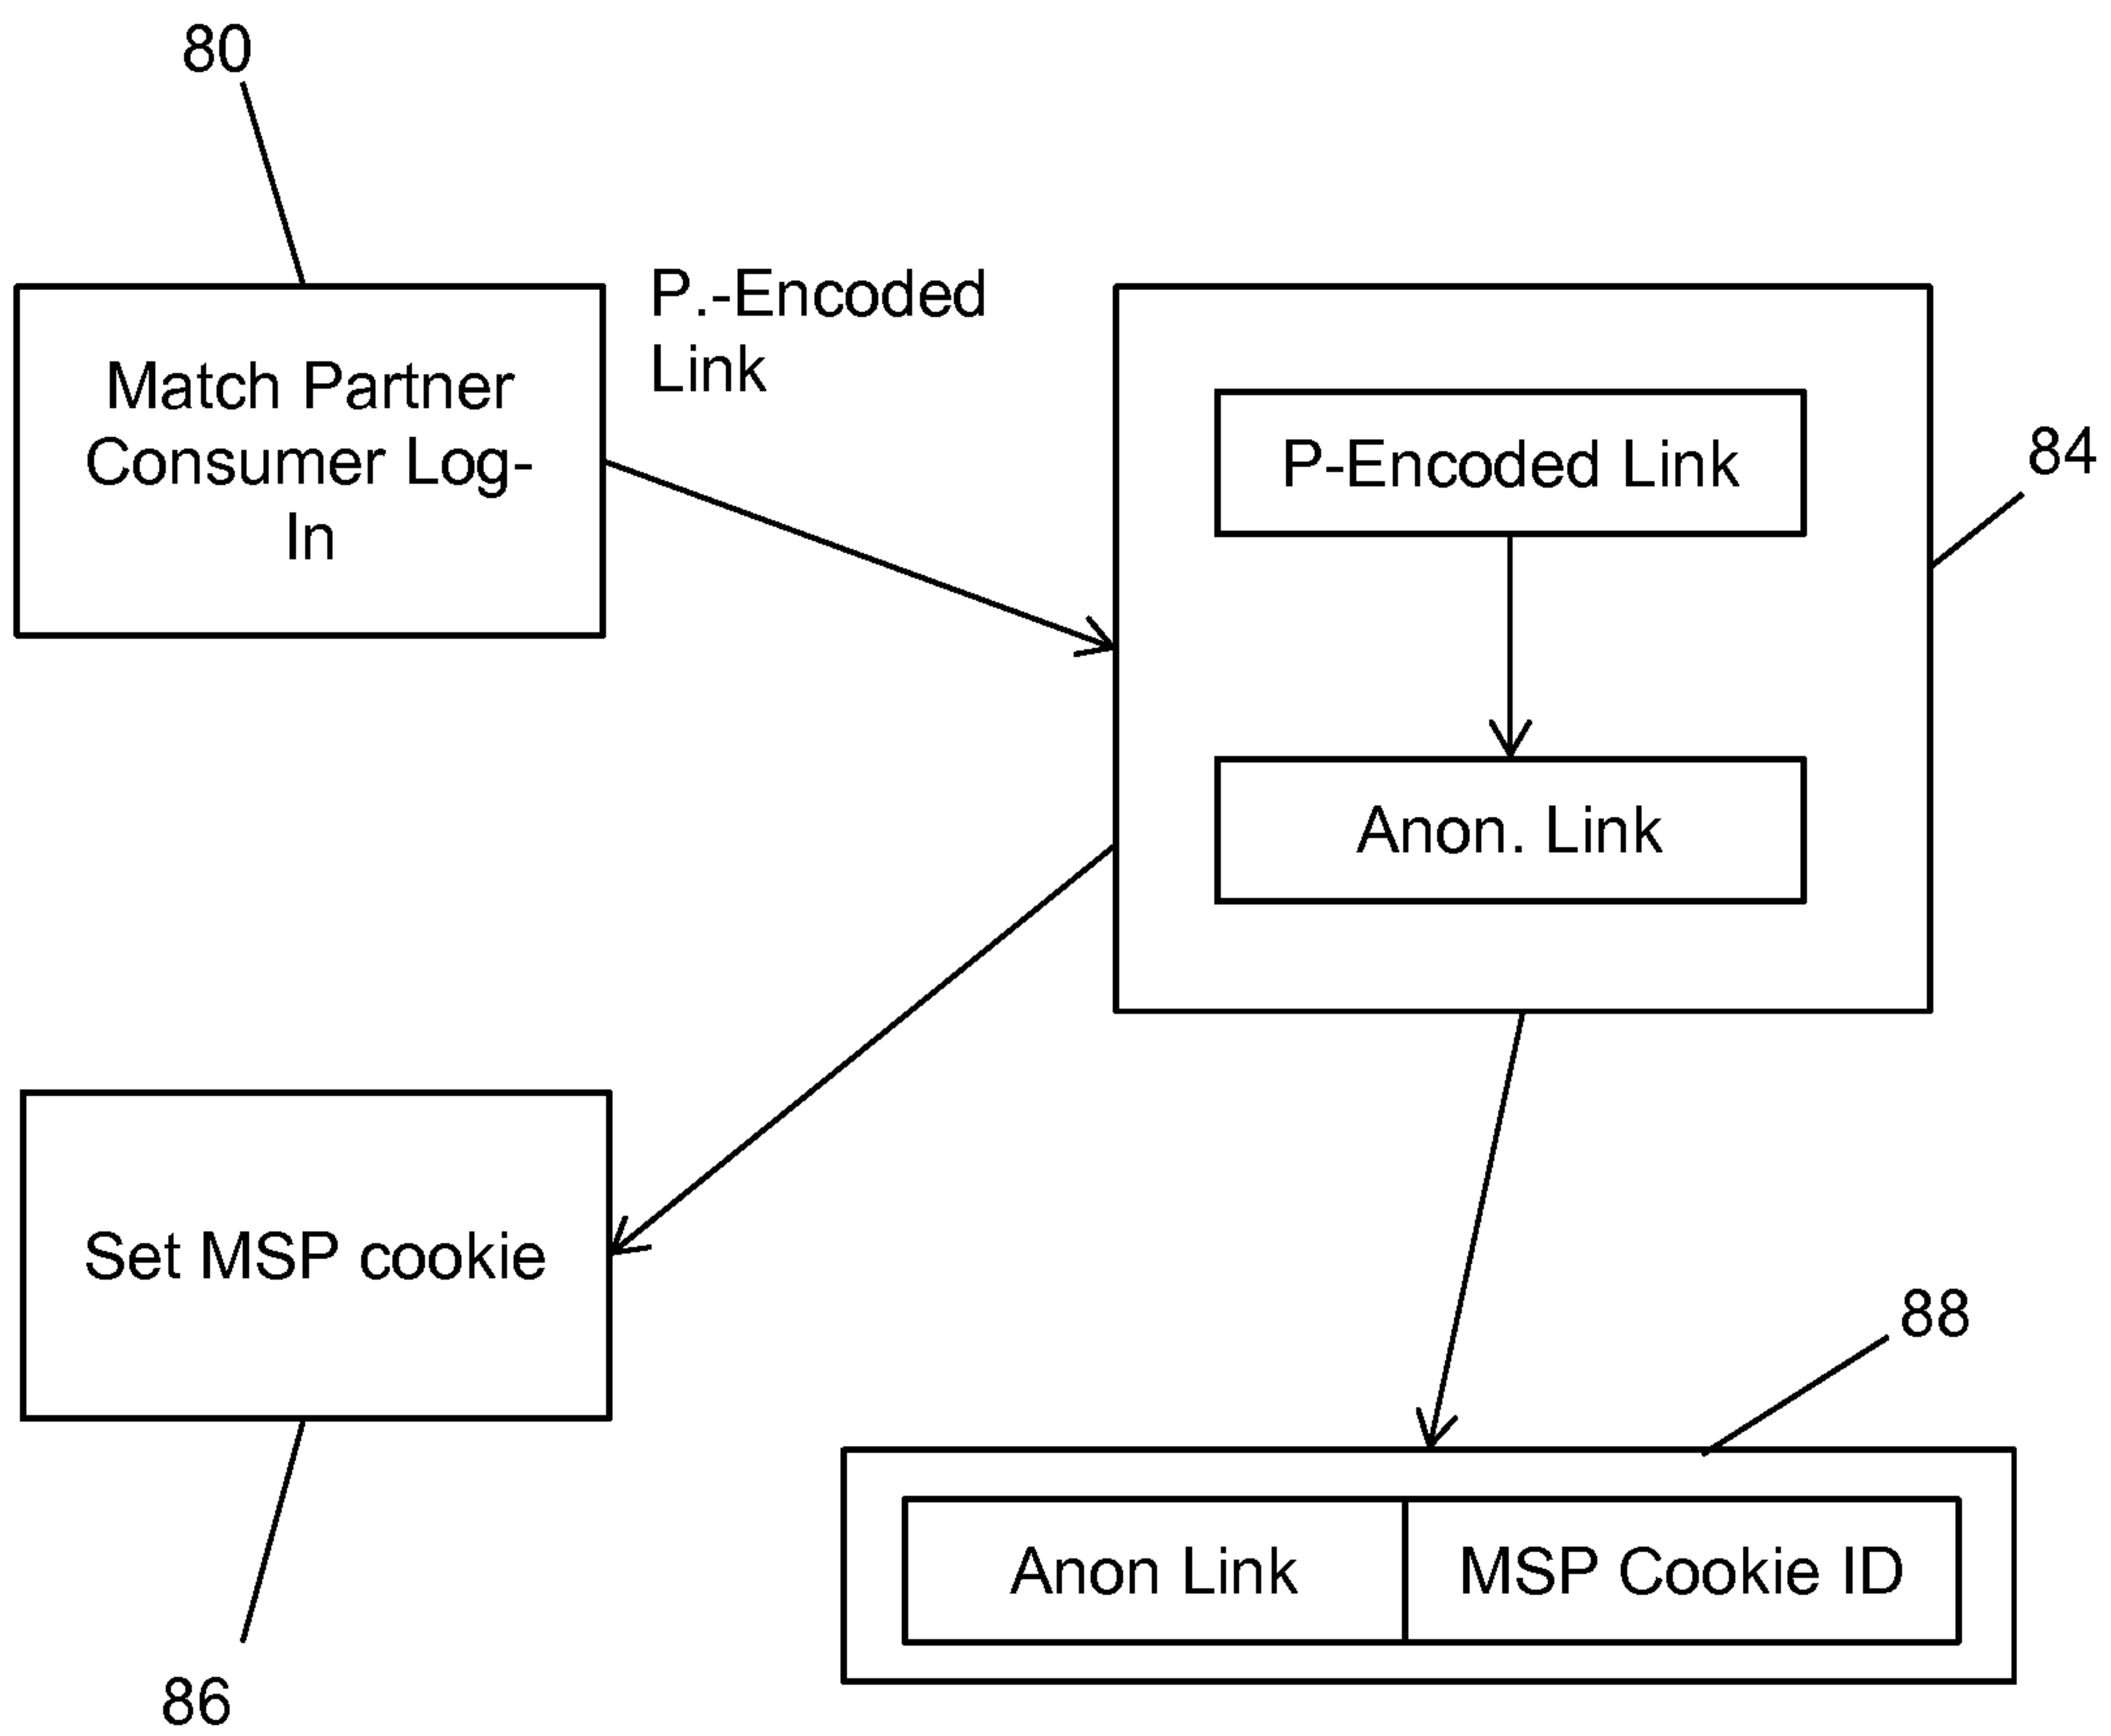 80
P.-Encoded
Link
Match Partner
Consumer Log-
In
P-Encoded Link
84
Anon. Link
Set MSP cookie
88
Anon Link
MSP Cookie ID
86